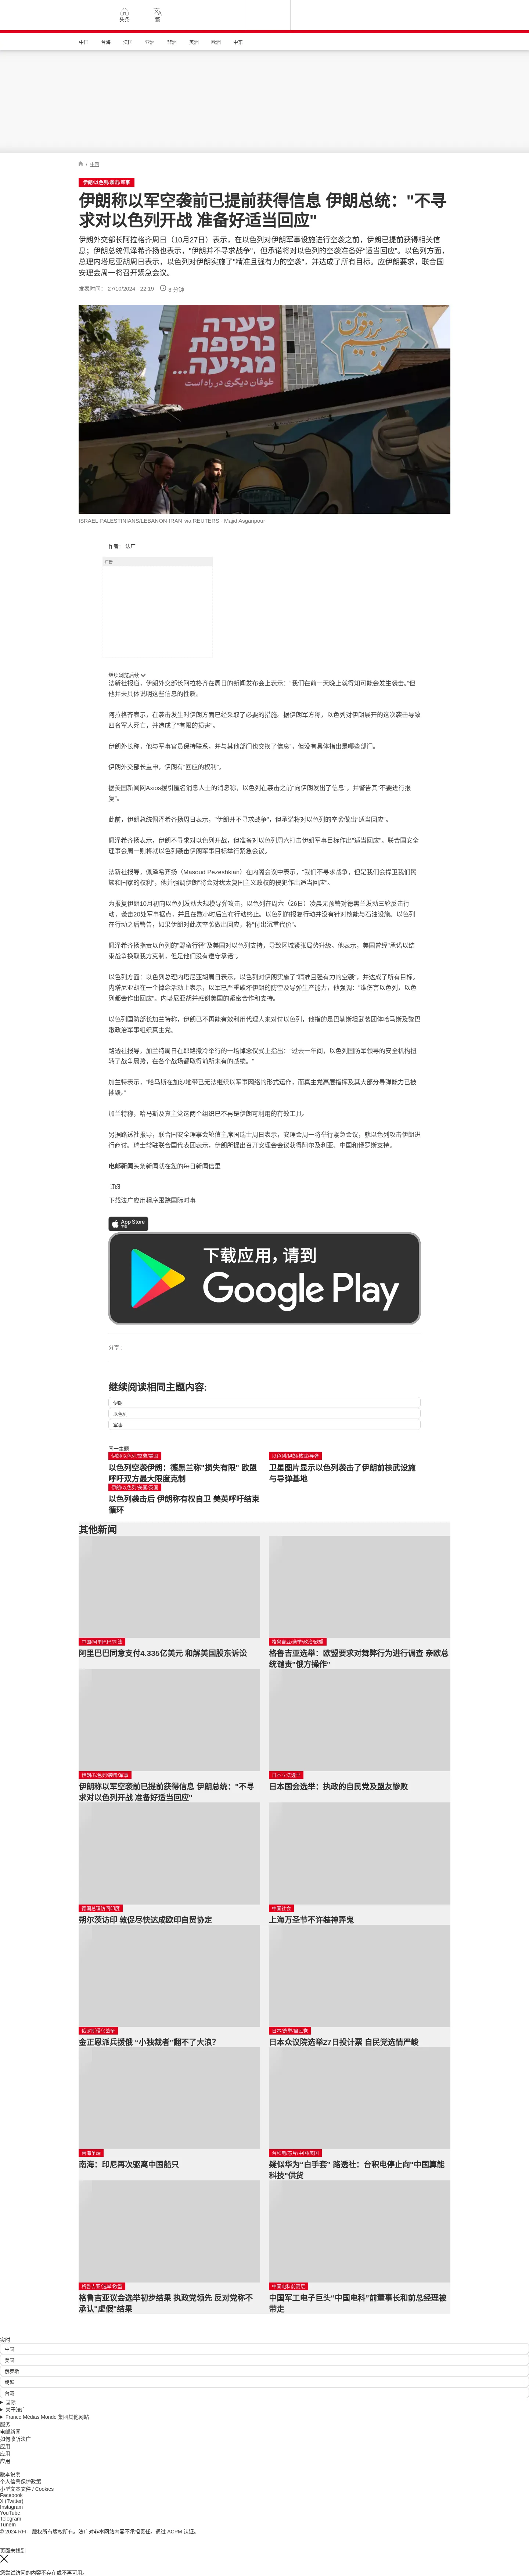 头条
繁
中国
台海
法国
亚洲
非洲
美洲
欧洲
中东
/ 中国
伊朗/以色列/袭击/军事
伊朗称以军空袭前已提前获得信息 伊朗总统："不寻求对以色列开战 准备好适当回应"
伊朗外交部长阿拉格齐周日（10月27日）表示，在以色列对伊朗军事设施进行空袭之前，伊朗已提前获得相关信息；伊朗总统佩泽希齐扬也表示，"伊朗并不寻求战争"，但承诺将对以色列的空袭准备好"适当回应"。以色列方面，总理内塔尼亚胡周日表示，以色列对伊朗实施了"精准且强有力的空袭"，并达成了所有目标。应伊朗要求，联合国安理会周一将召开紧急会议。
发表时间： 27/10/2024 - 22:19
8 分钟
סערה
נוספת
מגיעה...
طوفان دیگری در راه است
ISRAEL-PALESTINIANS/LEBANON-IRAN via REUTERS - Majid Asgaripour
作者： 法广
广告
继续浏览后续
法新社报道，伊朗外交部长阿拉格齐在周日的新闻发布会上表示："我们在前一天晚上就得知可能会发生袭击。"但他并未具体说明这些信息的性质。
阿拉格齐表示，在袭击发生时伊朗方面已经采取了必要的措施。据伊朗军方称，以色列对伊朗展开的这次袭击导致四名军人死亡，并造成了"有限的损害"。
伊朗外长称，他与军事官员保持联系，并与其他部门也交换了信息"，但没有具体指出是哪些部门。
伊朗外交部长重申，伊朗有"回应的权利"。
据美国新闻网Axios援引匿名消息人士的消息称，以色列在袭击之前"向伊朗发出了信息"，并警告其"不要进行报复"。
此前，伊朗总统佩泽希齐扬周日表示，"伊朗并不寻求战争"，但承诺将对以色列的空袭做出"适当回应"。
佩泽希齐扬表示，伊朗不寻求对以色列开战，但准备对以色列周六打击伊朗军事目标作出"适当回应"。联合国安全理事会周一则将就以色列袭击伊朗军事目标举行紧急会议。
法新社报导，佩泽希齐扬（Masoud Pezeshkian）在内阁会议中表示，"我们不寻求战争，但是我们会捍卫我们民族和国家的权利"，他并强调伊朗"将会对犹太复国主义政权的侵犯作出适当回应"。
为报复伊朗10月初向以色列发动大规模导弹攻击，以色列在周六（26日）凌晨无预警对德黑兰发动三轮反击行动，袭击20处军事据点，并且在数小时后宣布行动终止。以色列的报复行动并没有针对核能与石油设施。以色列在行动之后警告，如果伊朗对此次空袭做出回应，将"付出沉重代价"。
佩泽希齐扬指责以色列的"野蛮行径"及美国对以色列支持，导致区域紧张局势升级。他表示，美国曾经"承诺以结束战争换取我方克制，但是他们没有遵守承诺"。
以色列方面：以色列总理内塔尼亚胡周日表示，以色列对伊朗实施了"精准且强有力的空袭"，并达成了所有目标。内塔尼亚胡在一个悼念活动上表示，以军已严重破坏伊朗的防空及导弹生产能力，他强调："谁伤害以色列，以色列都会作出回应"。内塔尼亚胡并感谢美国的紧密合作和支持。
以色列国防部长加兰特称，伊朗已不再能有效利用代理人来对付以色列，他指的是巴勒斯坦武装团体哈马斯及黎巴嫩政治军事组织真主党。
路透社报导，加兰特周日在耶路撒冷举行的一场悼念仪式上指出："过去一年间，以色列国防军领导的安全机构扭转了战争局势，在各个战场都取得前所未有的战绩。"
加兰特表示，"哈马斯在加沙地带已无法继续以军事网络的形式运作，而真主党高层指挥及其大部分导弹能力已被摧毁。"
加兰特称，哈马斯及真主党这两个组织已不再是伊朗可利用的有效工具。
另据路透社报导，联合国安全理事会轮值主席国瑞士周日表示，安理会周一将举行紧急会议，就以色列攻击伊朗进行商讨。瑞士常驻联合国代表团表示，伊朗所提出召开安理会会议获得阿尔及利亚、中国和俄罗斯支持。
电邮新闻头条新闻就在您的每日新闻信里
订阅
下载法广应用程序跟踪国际时事
App Store
下载
下载应用，请到
Google Play
分享 :
继续阅读相同主题内容:
伊朗
以色列
军事
同一主题
伊朗/以色列/空袭/美国
以色列空袭伊朗：德黑兰称"损失有限" 欧盟呼吁双方最大限度克制
以色列/伊朗/核武/导弹
卫星图片显示以色列袭击了伊朗前核武设施与导弹基地
伊朗/以色列/美国/英国
以色列袭击后 伊朗称有权自卫 美英呼吁结束循环
其他新闻
中国/阿里巴巴/司法
阿里巴巴同意支付4.335亿美元 和解美国股东诉讼
格鲁吉亚/选举/政治/欧盟
格鲁吉亚选举：欧盟要求对舞弊行为进行调查 亲欧总统谴责"俄方操作"
伊朗/以色列/袭击/军事
伊朗称以军空袭前已提前获得信息 伊朗总统："不寻求对以色列开战 准备好适当回应"
日本立法选举
日本国会选举：执政的自民党及盟友惨败
德国总理访问印度
朔尔茨访印 敦促尽快达成欧印自贸协定
中国社会
上海万圣节不许装神弄鬼
俄罗斯侵乌战争
金正恩派兵援俄 "小独裁者"翻不了大浪？
日本/选举/自民党
日本众议院选举27日投计票 自民党选情严峻
南海争端
南海：印尼再次驱离中国船只
台积电/芯片/中国/美国
疑似华为"白手套" 路透社：台积电停止向"中国算能科技"供货
格鲁吉亚/选举/欧盟
格鲁吉亚议会选举初步结果 执政党领先 反对党称不承认"虚假"结果
中国电科前高层
中国军工电子巨头"中国电科"前董事长和前总经理被带走
实时
中国
美国
俄罗斯
朝鲜
台湾
国际
关于法广
France Médias Monde 集团其他网站
服务
电邮新闻
如何收听法广
应用
应用
应用
版本说明
个人信息保护政策
小型文本文件 / Cookies
Facebook
X (Twitter)
Instagram
YouTube
Telegram
TuneIn
© 2024 RFI – 版权所有版权所有。法广对非本网站内容不承担责任。通过 ACPM 认证。
页面未找到
您尝试访问的内容不存在或不再可用。